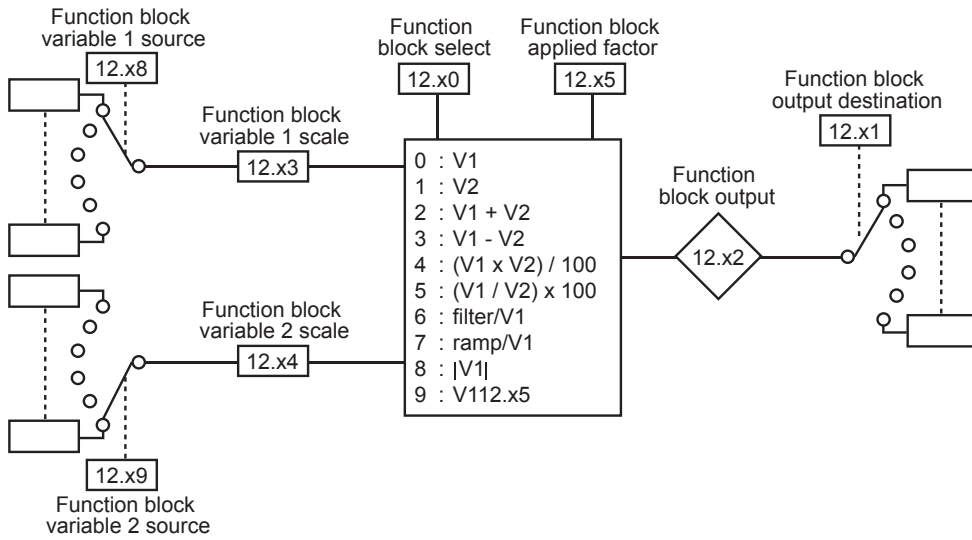 Function block
variable 1 source
12.x8
Function block
variable 1 scale
12.x3
Function
block select
12.x0
Function block
applied factor
12.x5
Function block
output destination
12.x1
0 : V1
1 : V2
2 : V1 + V2
3 : V1 - V2
4 : (V1 x V2) / 100
5 : (V1 / V2) x 100
6 : filter/V1
7 : ramp/V1
8 : |V1|
9 : V112.x5
Function
block output
12.x2
Function block
variable 2 scale
12.x4
12.x9
Function block
variable 2 source